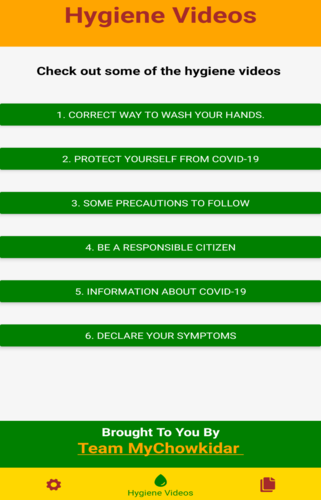 Hygiene Videos
Check out some of the hygiene videos
1. CORRECT WAY TO WASH YOUR HANDS.
2. PROTECT YOURSELF FROM COVID-19
3. SOME PRECAUTIONS TO FOLLOW
4. BE A RESPONSIBLE CITIZEN
5. INFORMATION ABOUT COVID-19
6. DECLARE YOUR SYMPTOMS
Brought To You By
Team MyChowkidar
Hygiene Videos